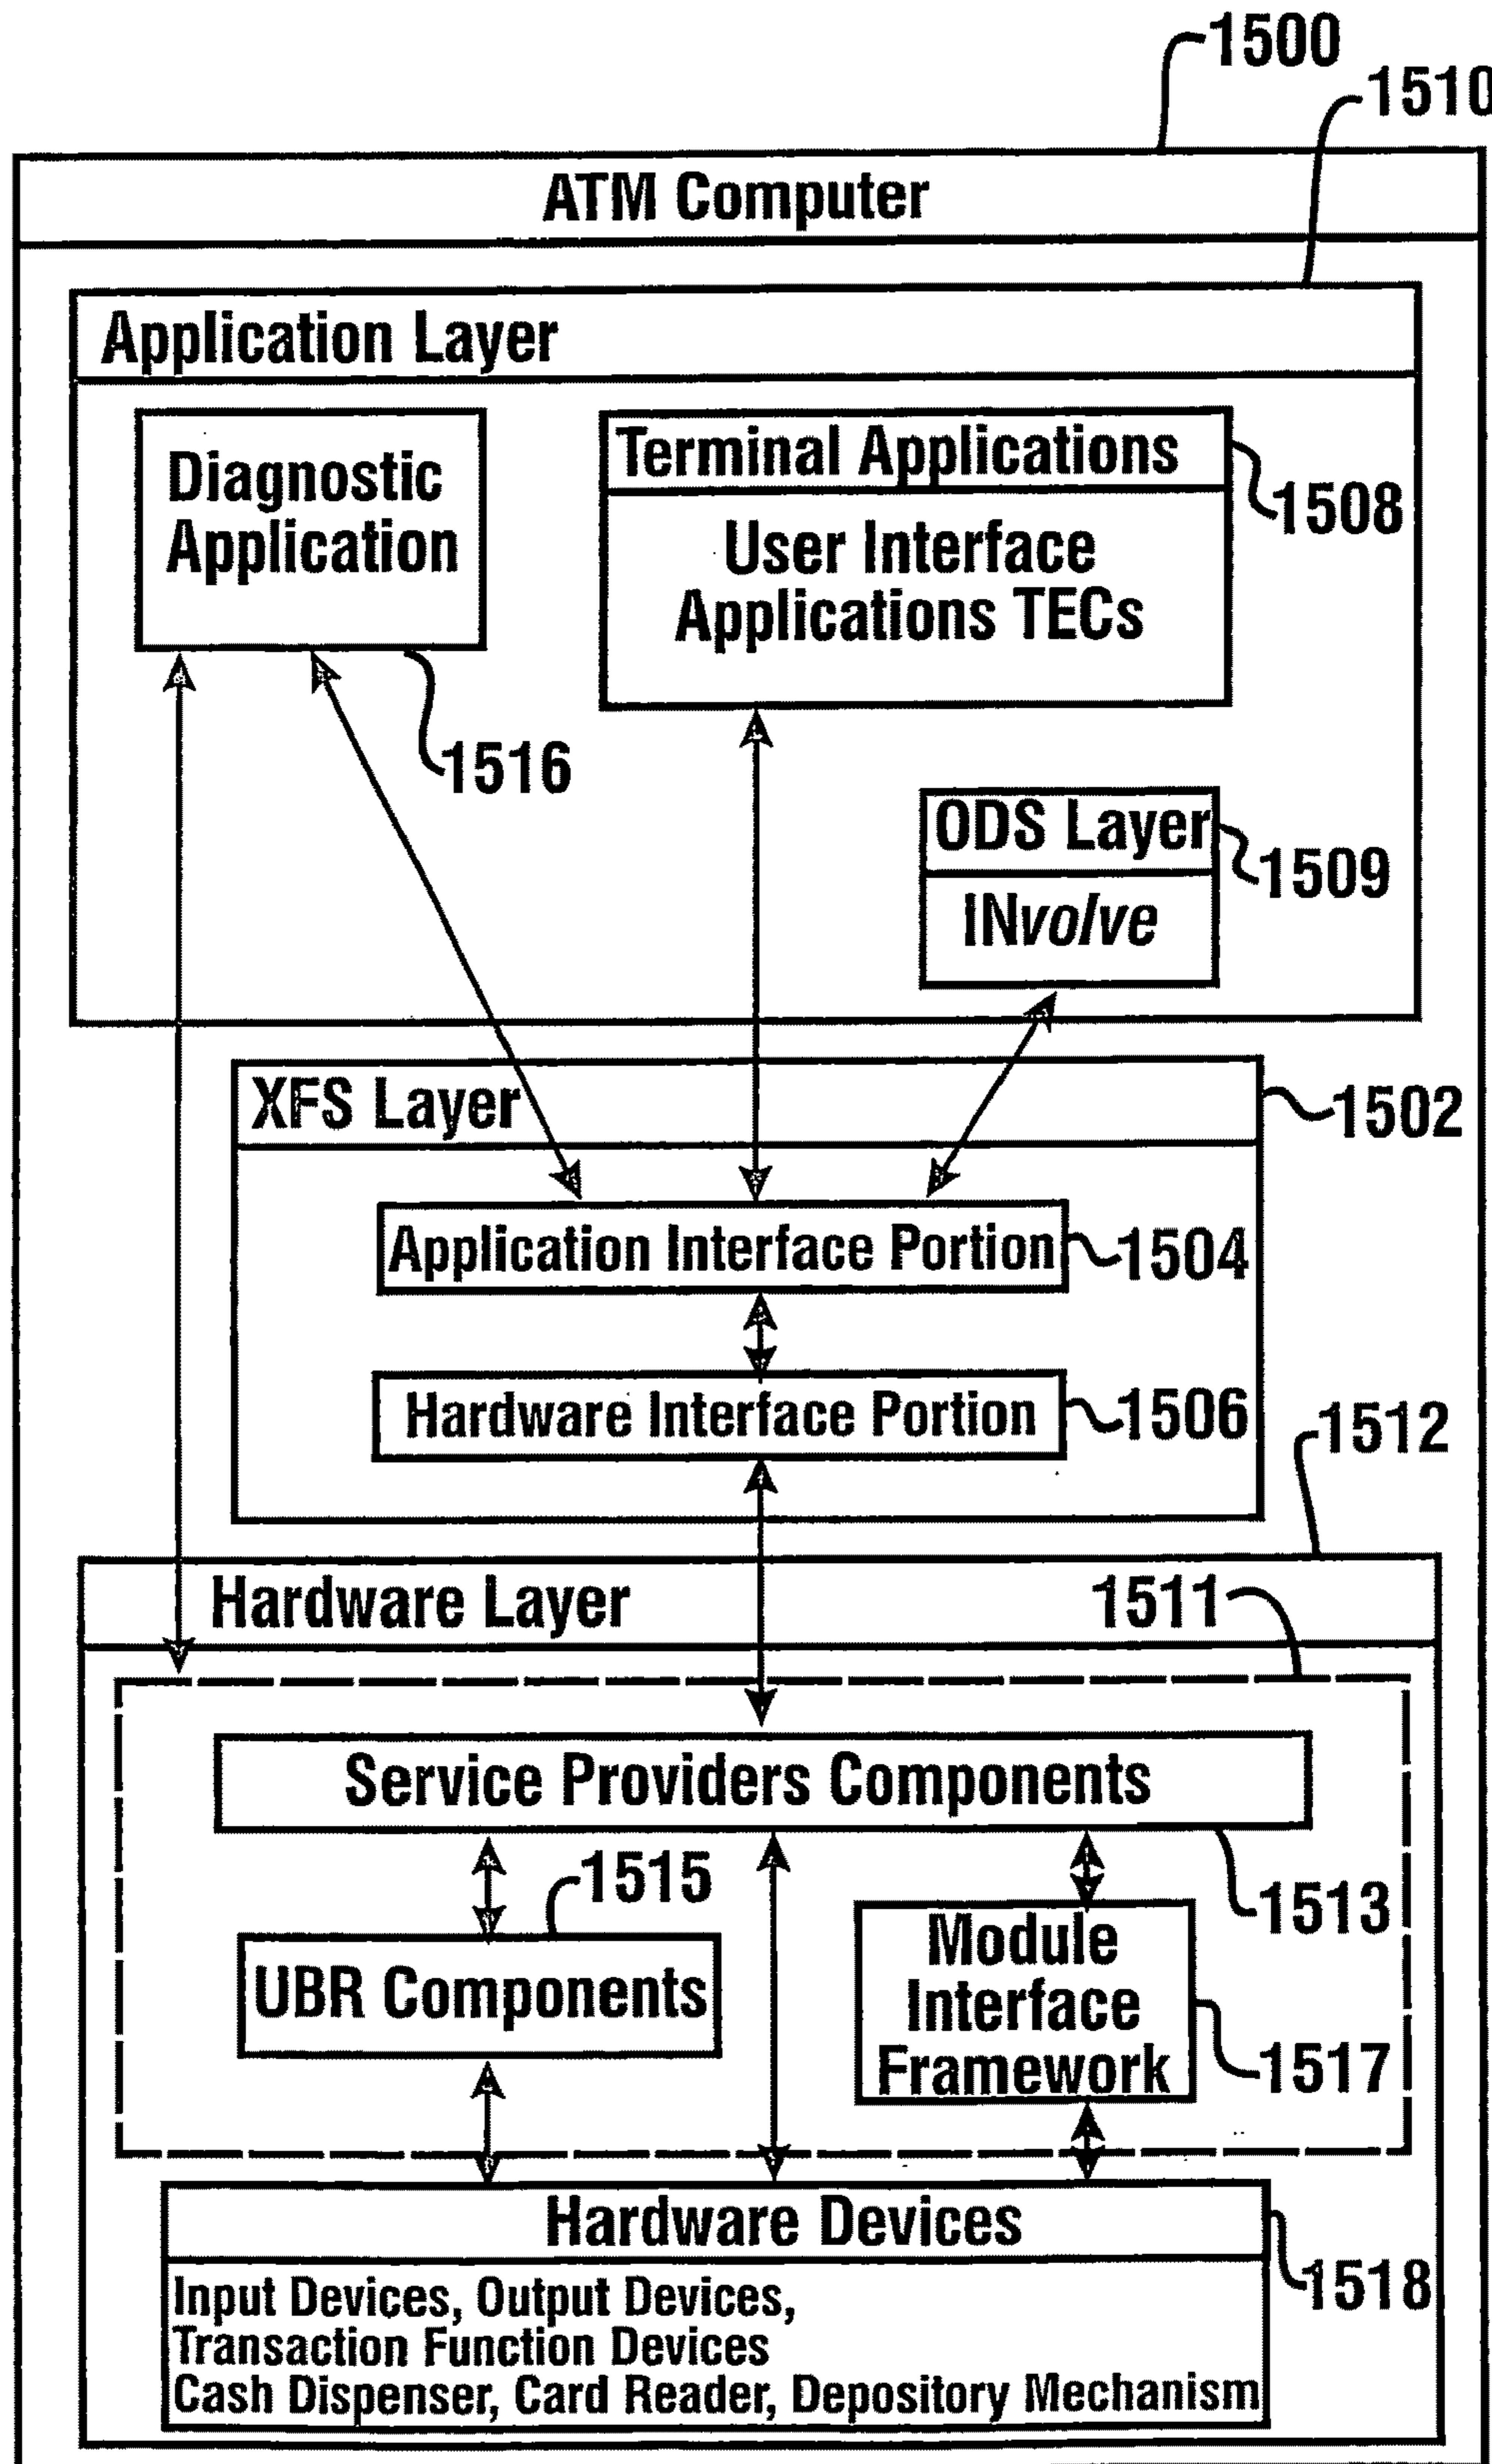 1500
1510
ATM Computer
Application Layer
Diagnostic
Application
Terminal Applications
1508
User Interface
Applications TECs
1516
ODS Layer
1509
INvolve
XFS Layer
1502
Application Interface Portion
1504
Hardware Interface Portion
1506
1512
Hardware Layer
1511
Service Providers Components
1515
1513
UBR Components
Module
Interface
Framework
1517
Hardware Devices
1518
Input Devices, Output Devices,
Transaction Function Devices
Cash Dispenser, Card Reader, Depository Mechanism